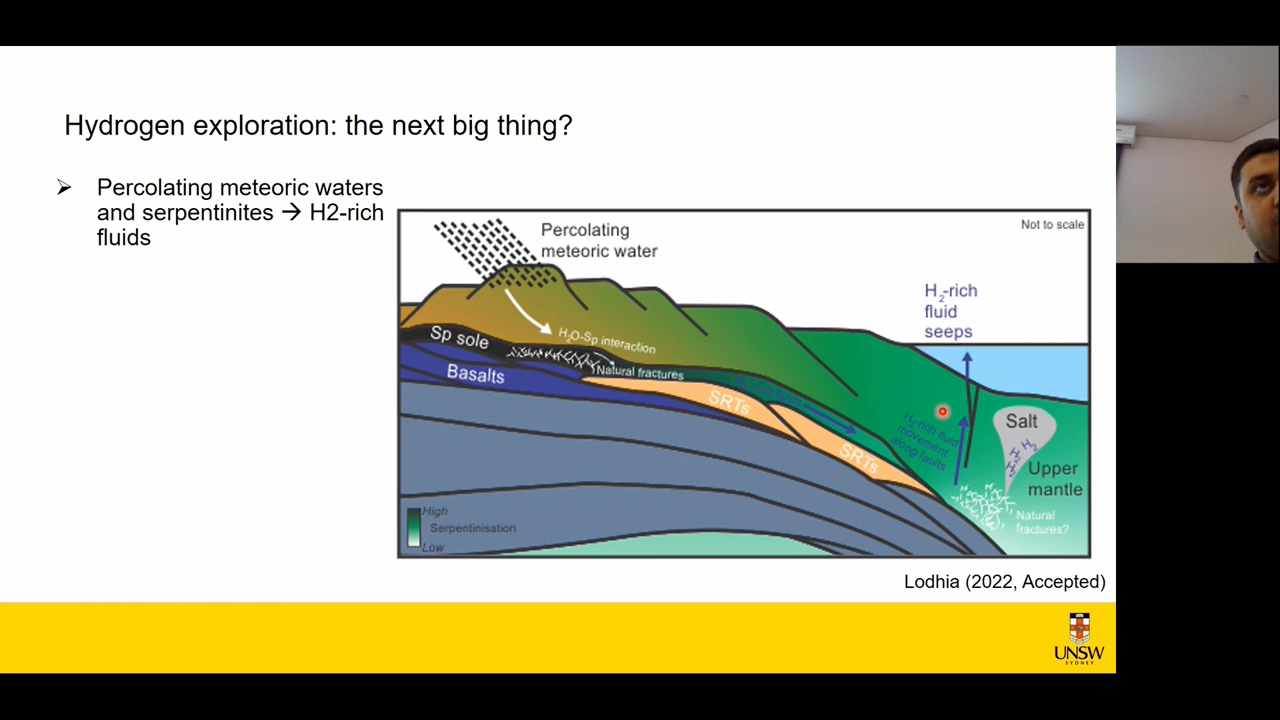 Hydrogen exploration: the next big thing?
➢ Percolating meteoric waters
and serpentinites → H2-rich
fluids
Percolating
meteoric water
Not to scale
H2-rich
fluid
seeps
Sp sole
H2O-Sp interaction
Natural fractures
Basalts
SRTs
SRTs
H2-rich fluid
movement
along faults
Salt
H2
H2
H2
Upper
mantle
Natural
fractures?
High
Serpentinisation
Low
Lodhia (2022, Accepted)
UNSW
SYDNEY